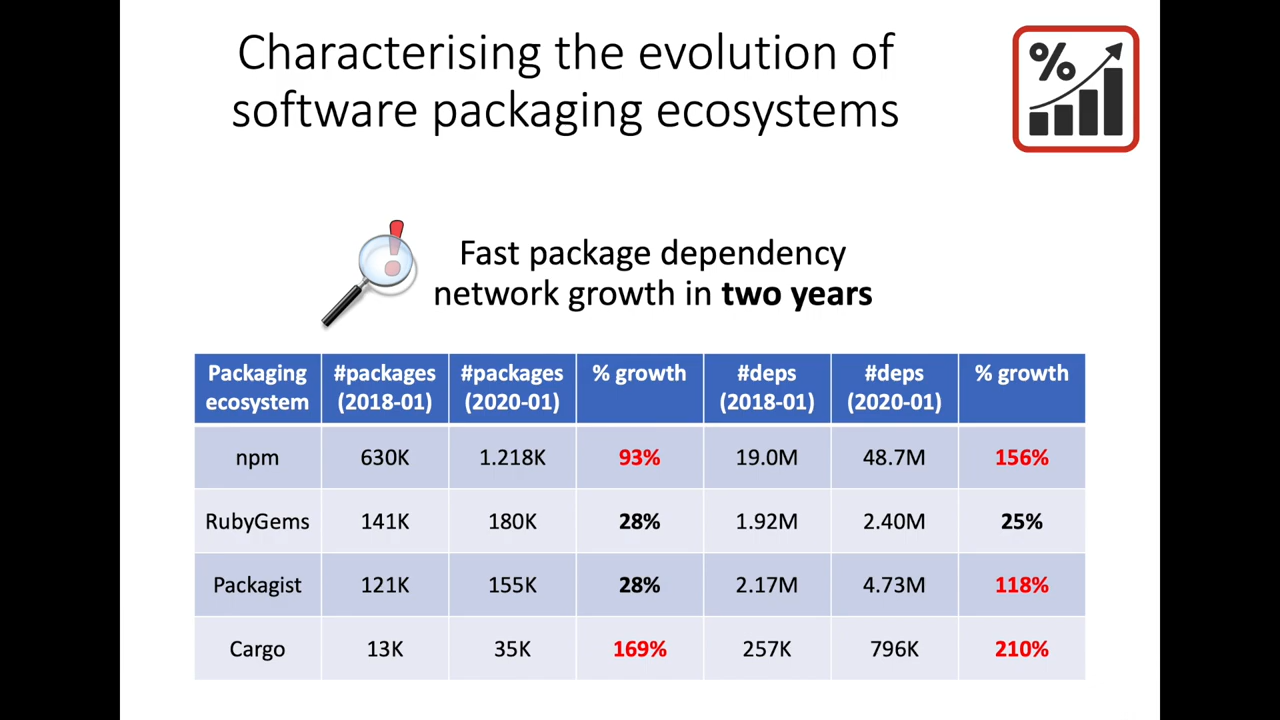 Characterising the evolution of
software packaging ecosystems
%
Fast package dependency
network growth in two years
Packaging ecosystem #packages (2018-01) #packages (2020-01) % growth #deps (2018-01) #deps (2020-01) % growth
npm 630K 1.218K 93% 19.0M 48.7M 156%
RubyGems 141K 180K 28% 1.92M 2.40M 25%
Packagist 121K 155K 28% 2.17M 4.73M 118%
Cargo 13K 35K 169% 257K 796K 210%